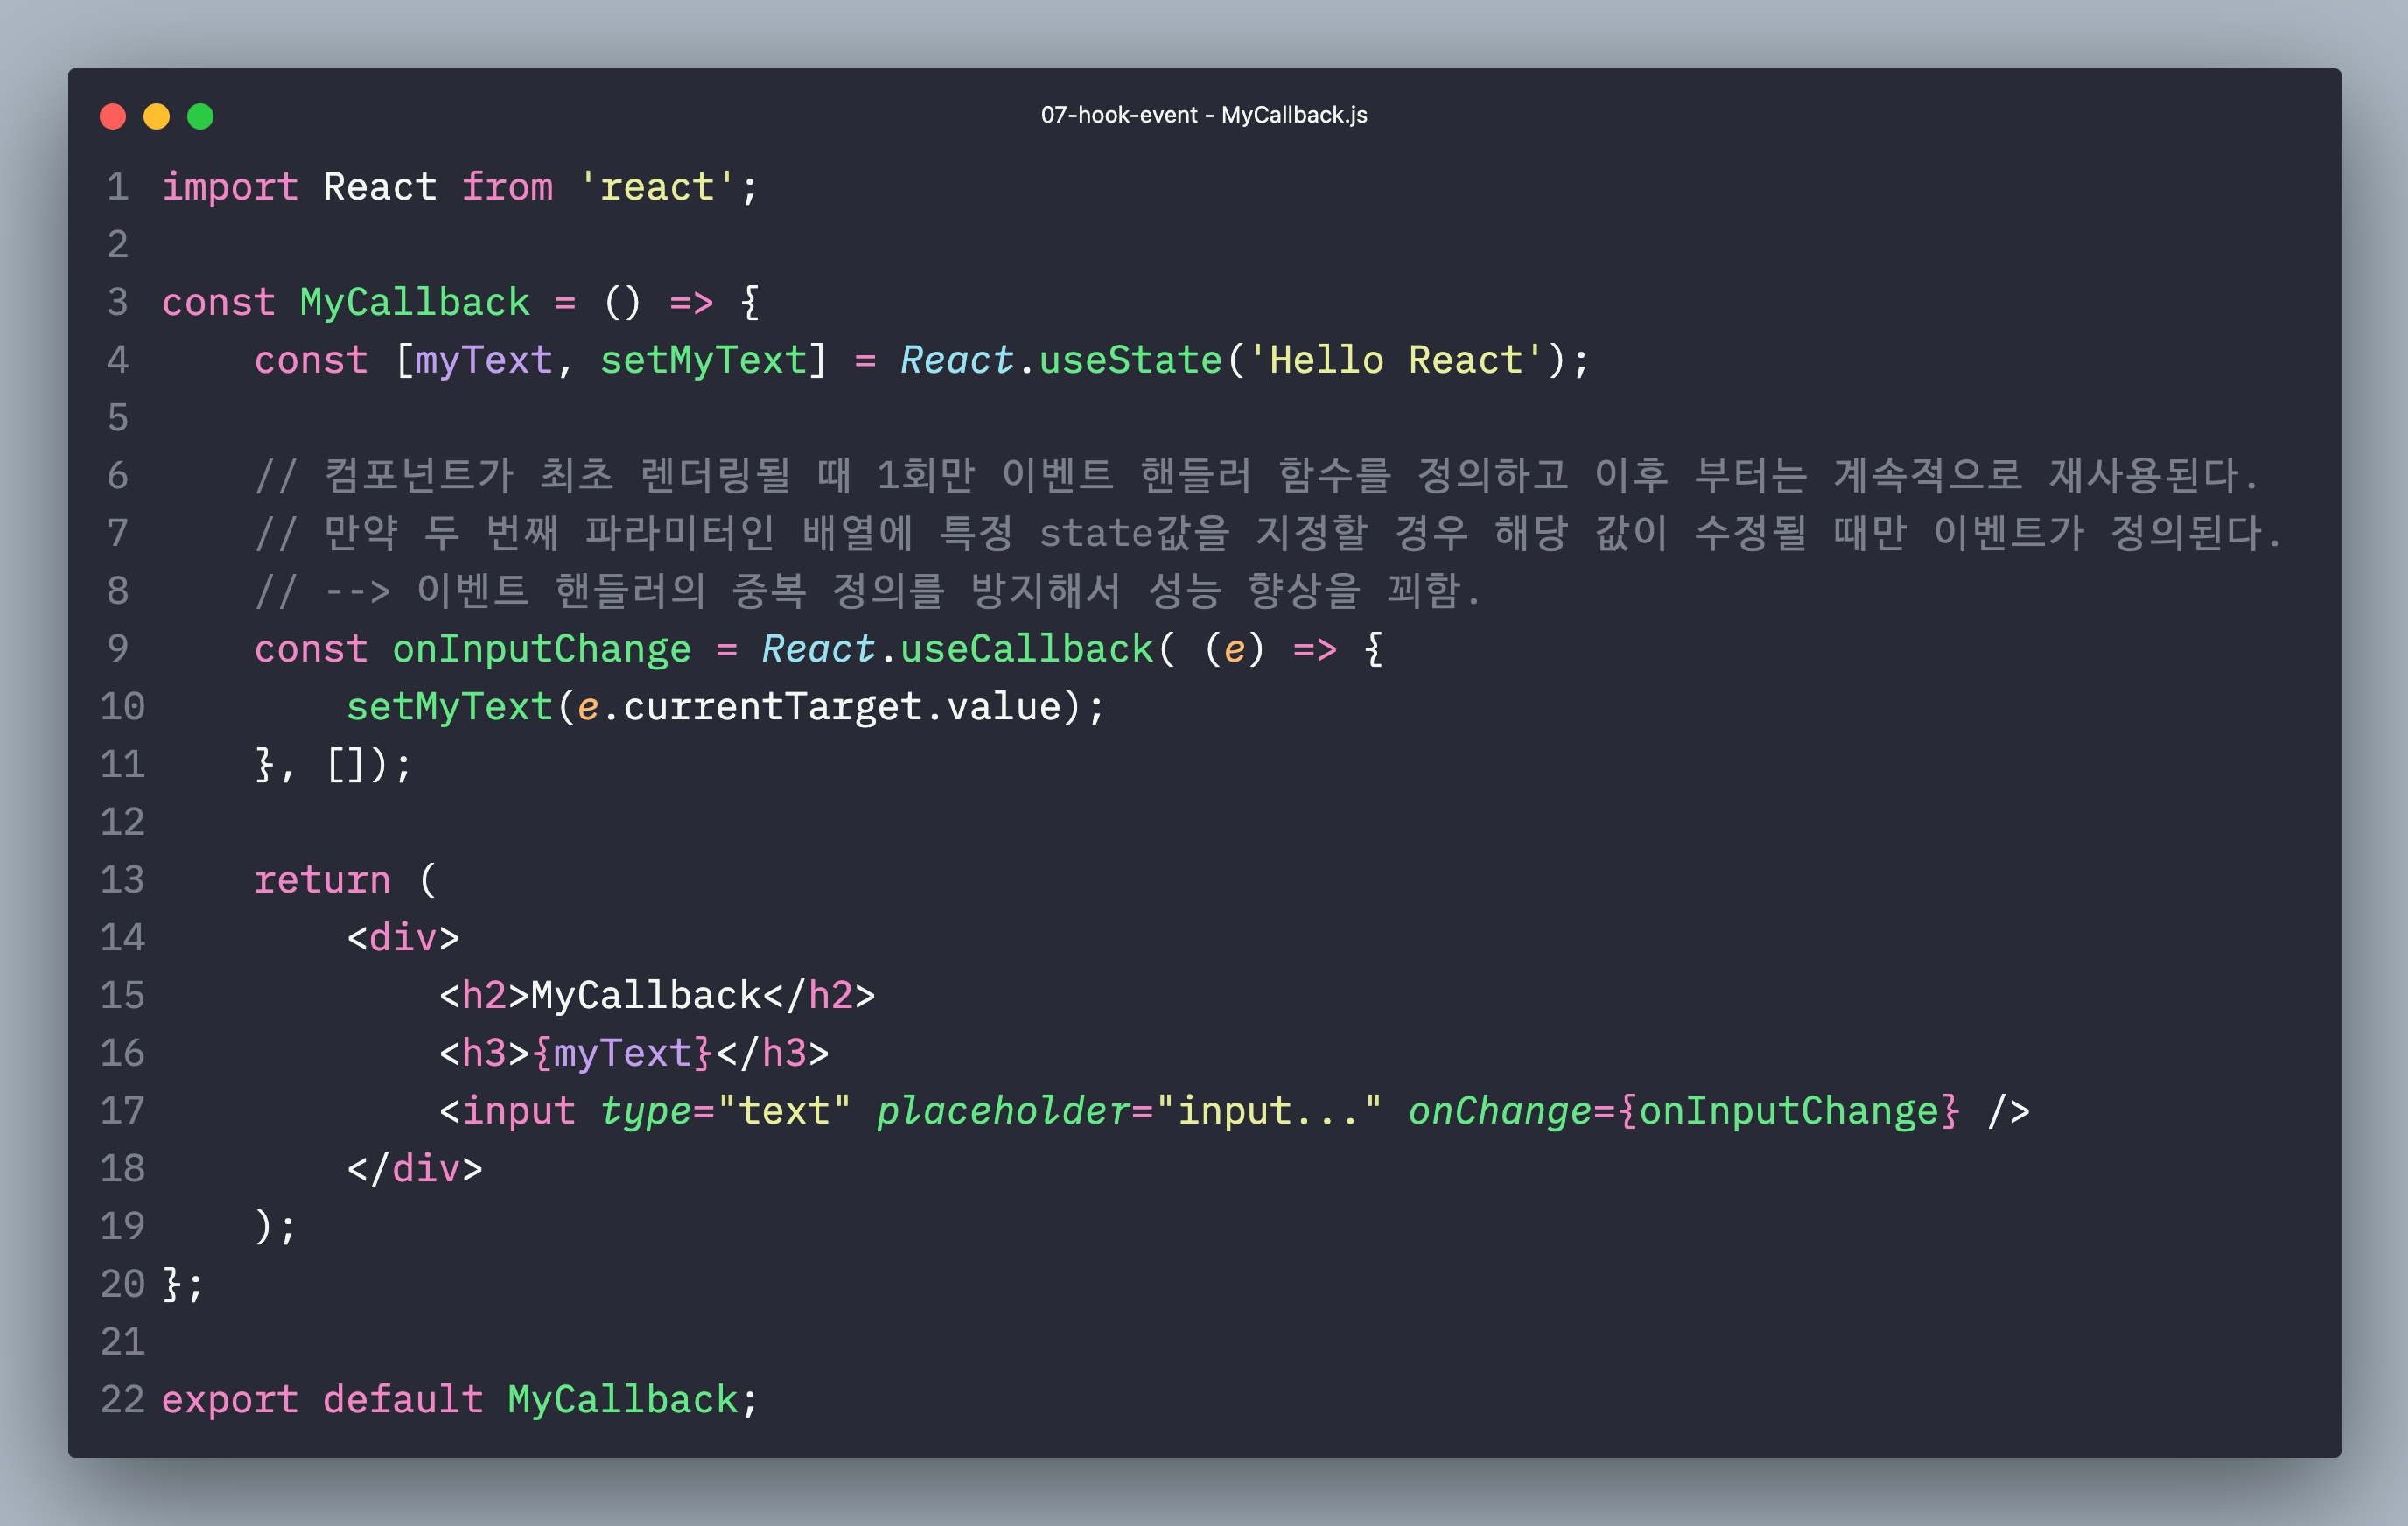 07-hook-event - MyCallback.js
1 import React from 'react';
2
3 const MyCallback = () => {
4     const [myText, setMyText] = React.useState('Hello React');
5
6     // 컴포넌트가 최초 렌더링될 때 1회만 이벤트 핸들러 함수를 정의하고 이후 부터는 계속적으로 재사용된다.
7     // 만약 두 번째 파라미터인 배열에 특정 state값을 지정할 경우 해당 값이 수정될 때만 이벤트가 정의된다.
8     // --> 이벤트 핸들러의 중복 정의를 방지해서 성능 향상을 꾀함.
9     const onInputChange = React.useCallback( (e) => {
10         setMyText(e.currentTarget.value);
11     }, []);
12
13     return (
14         <div>
15             <h2>MyCallback</h2>
16             <h3>{myText}</h3>
17             <input type="text" placeholder="input..." onChange={onInputChange} />
18         </div>
19     );
20 };
21
22 export default MyCallback;